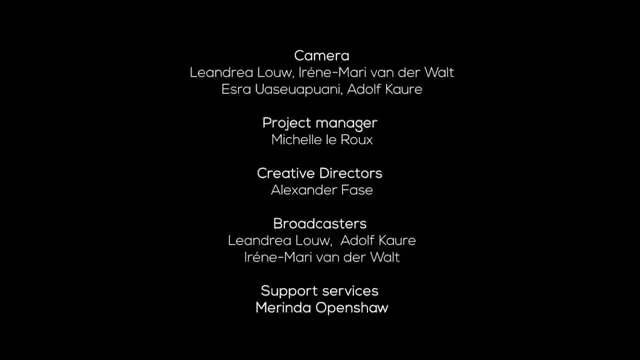 Camera
Leandrea Louw, Iréne-Mari van der Walt
Esra Uaseuapuani, Adolf Kaure
Project manager
Michelle le Roux
Creative Directors
Alexander Fase
Broadcasters
Leandrea Louw, Adolf Kaure
Iréne-Mari van der Walt
Support services
Merinda Openshaw